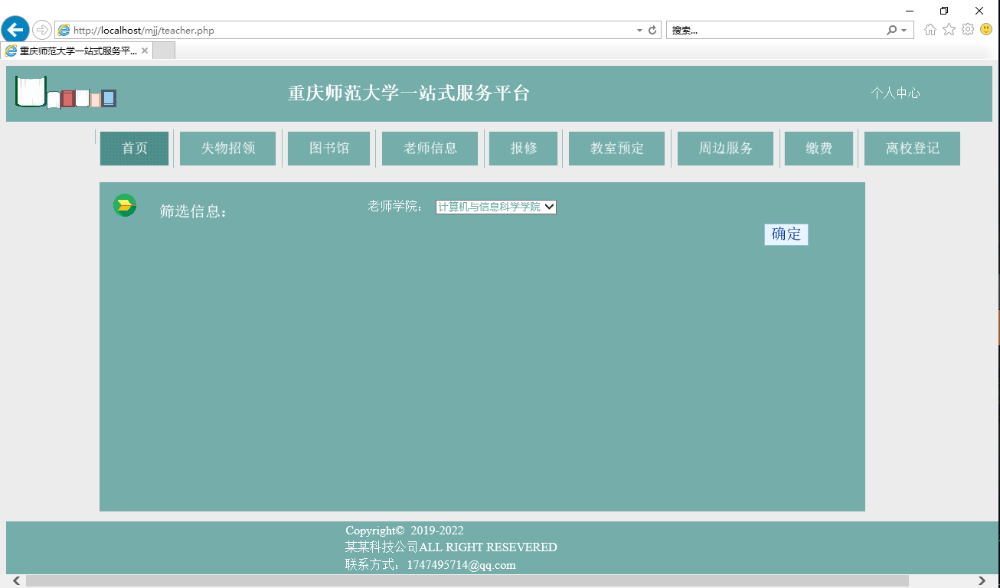 http://localhost/mjj/teacher.php
搜索...
重庆师范大学一站式服务平...
重庆师范大学一站式服务平台
个人中心
首页 失物招领 图书馆 老师信息 报修 教室预定 周边服务 缴费 离校登记
筛选信息： 老师学院： 计算机与信息科学学院
确定
Copyright© 2019-2022
某某科技公司ALL RIGHT RESEVERED
联系方式：1747495714@qq.com